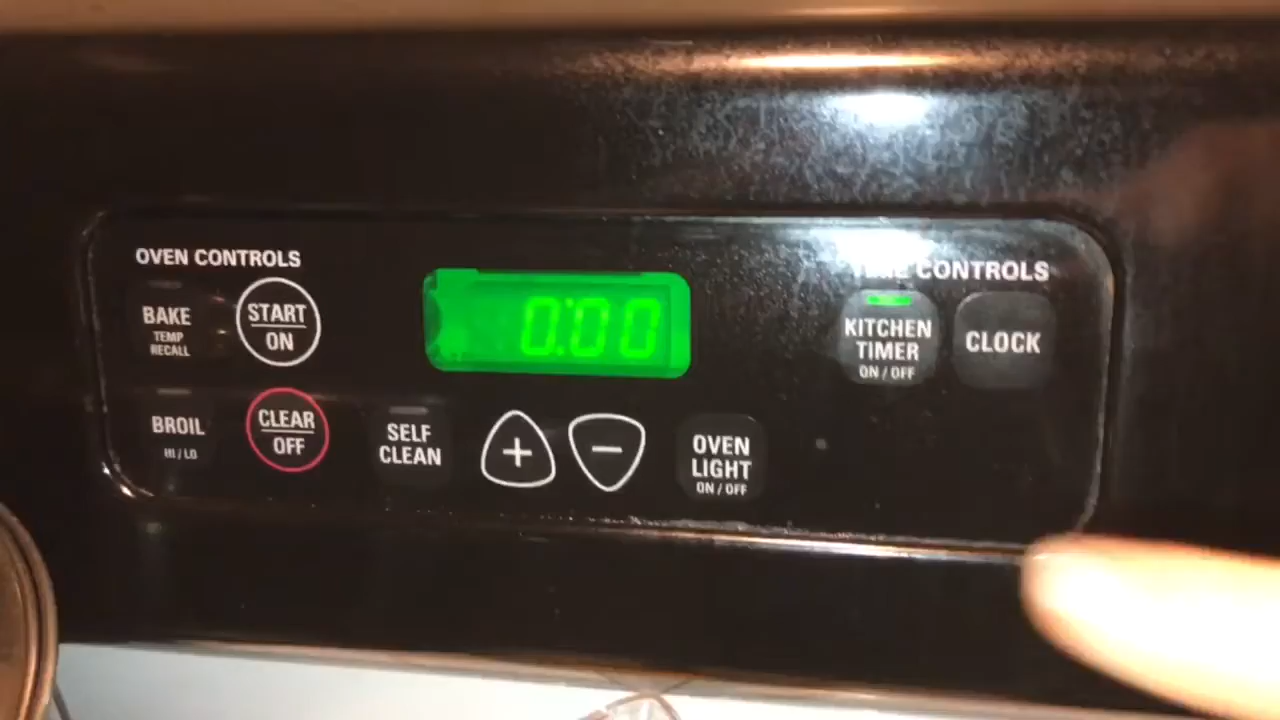 OVEN CONTROLS
BAKE
TEMP
RECALL
START
ON
BROIL
HI / LO
CLEAR
OFF
SELF
CLEAN
0:00
+
−
OVEN
LIGHT
ON / OFF
TIME CONTROLS
KITCHEN
TIMER
ON / OFF
CLOCK